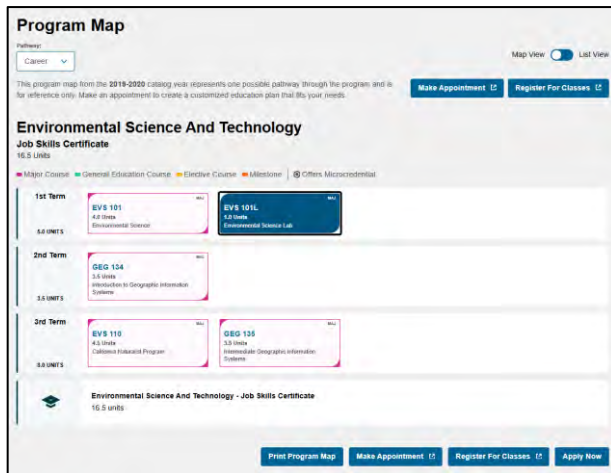 Program Map
Pathway:
Career
Map View
List View
This program map from the 2019-2020 catalog year represents one possible pathway through the program and is
for reference only. Make an appointment to create a customized education plan that fits your needs.
Make Appointment
Register For Classes
Environmental Science And Technology
Job Skills Certificate
16.5 Units
Major Course
General Education Course
Elective Course
Milestone
Offers Microcredential
1st Term
5.0 UNITS
MAJ
EVS 101
4.0 Units
Environmental Science
MAJ
EVS 101L
1.0 Units
Environmental Science Lab
2nd Term
3.5 UNITS
MAJ
GEG 134
3.5 Units
Introduction to Geographic Information
Systems
3rd Term
8.0 UNITS
MAJ
EVS 110
4.5 Units
California Naturalist Program
MAJ
GEG 135
3.5 Units
Intermediate Geographic Information
Systems
Environmental Science And Technology - Job Skills Certificate
16.5 units
Print Program Map
Make Appointment
Register For Classes
Apply Now